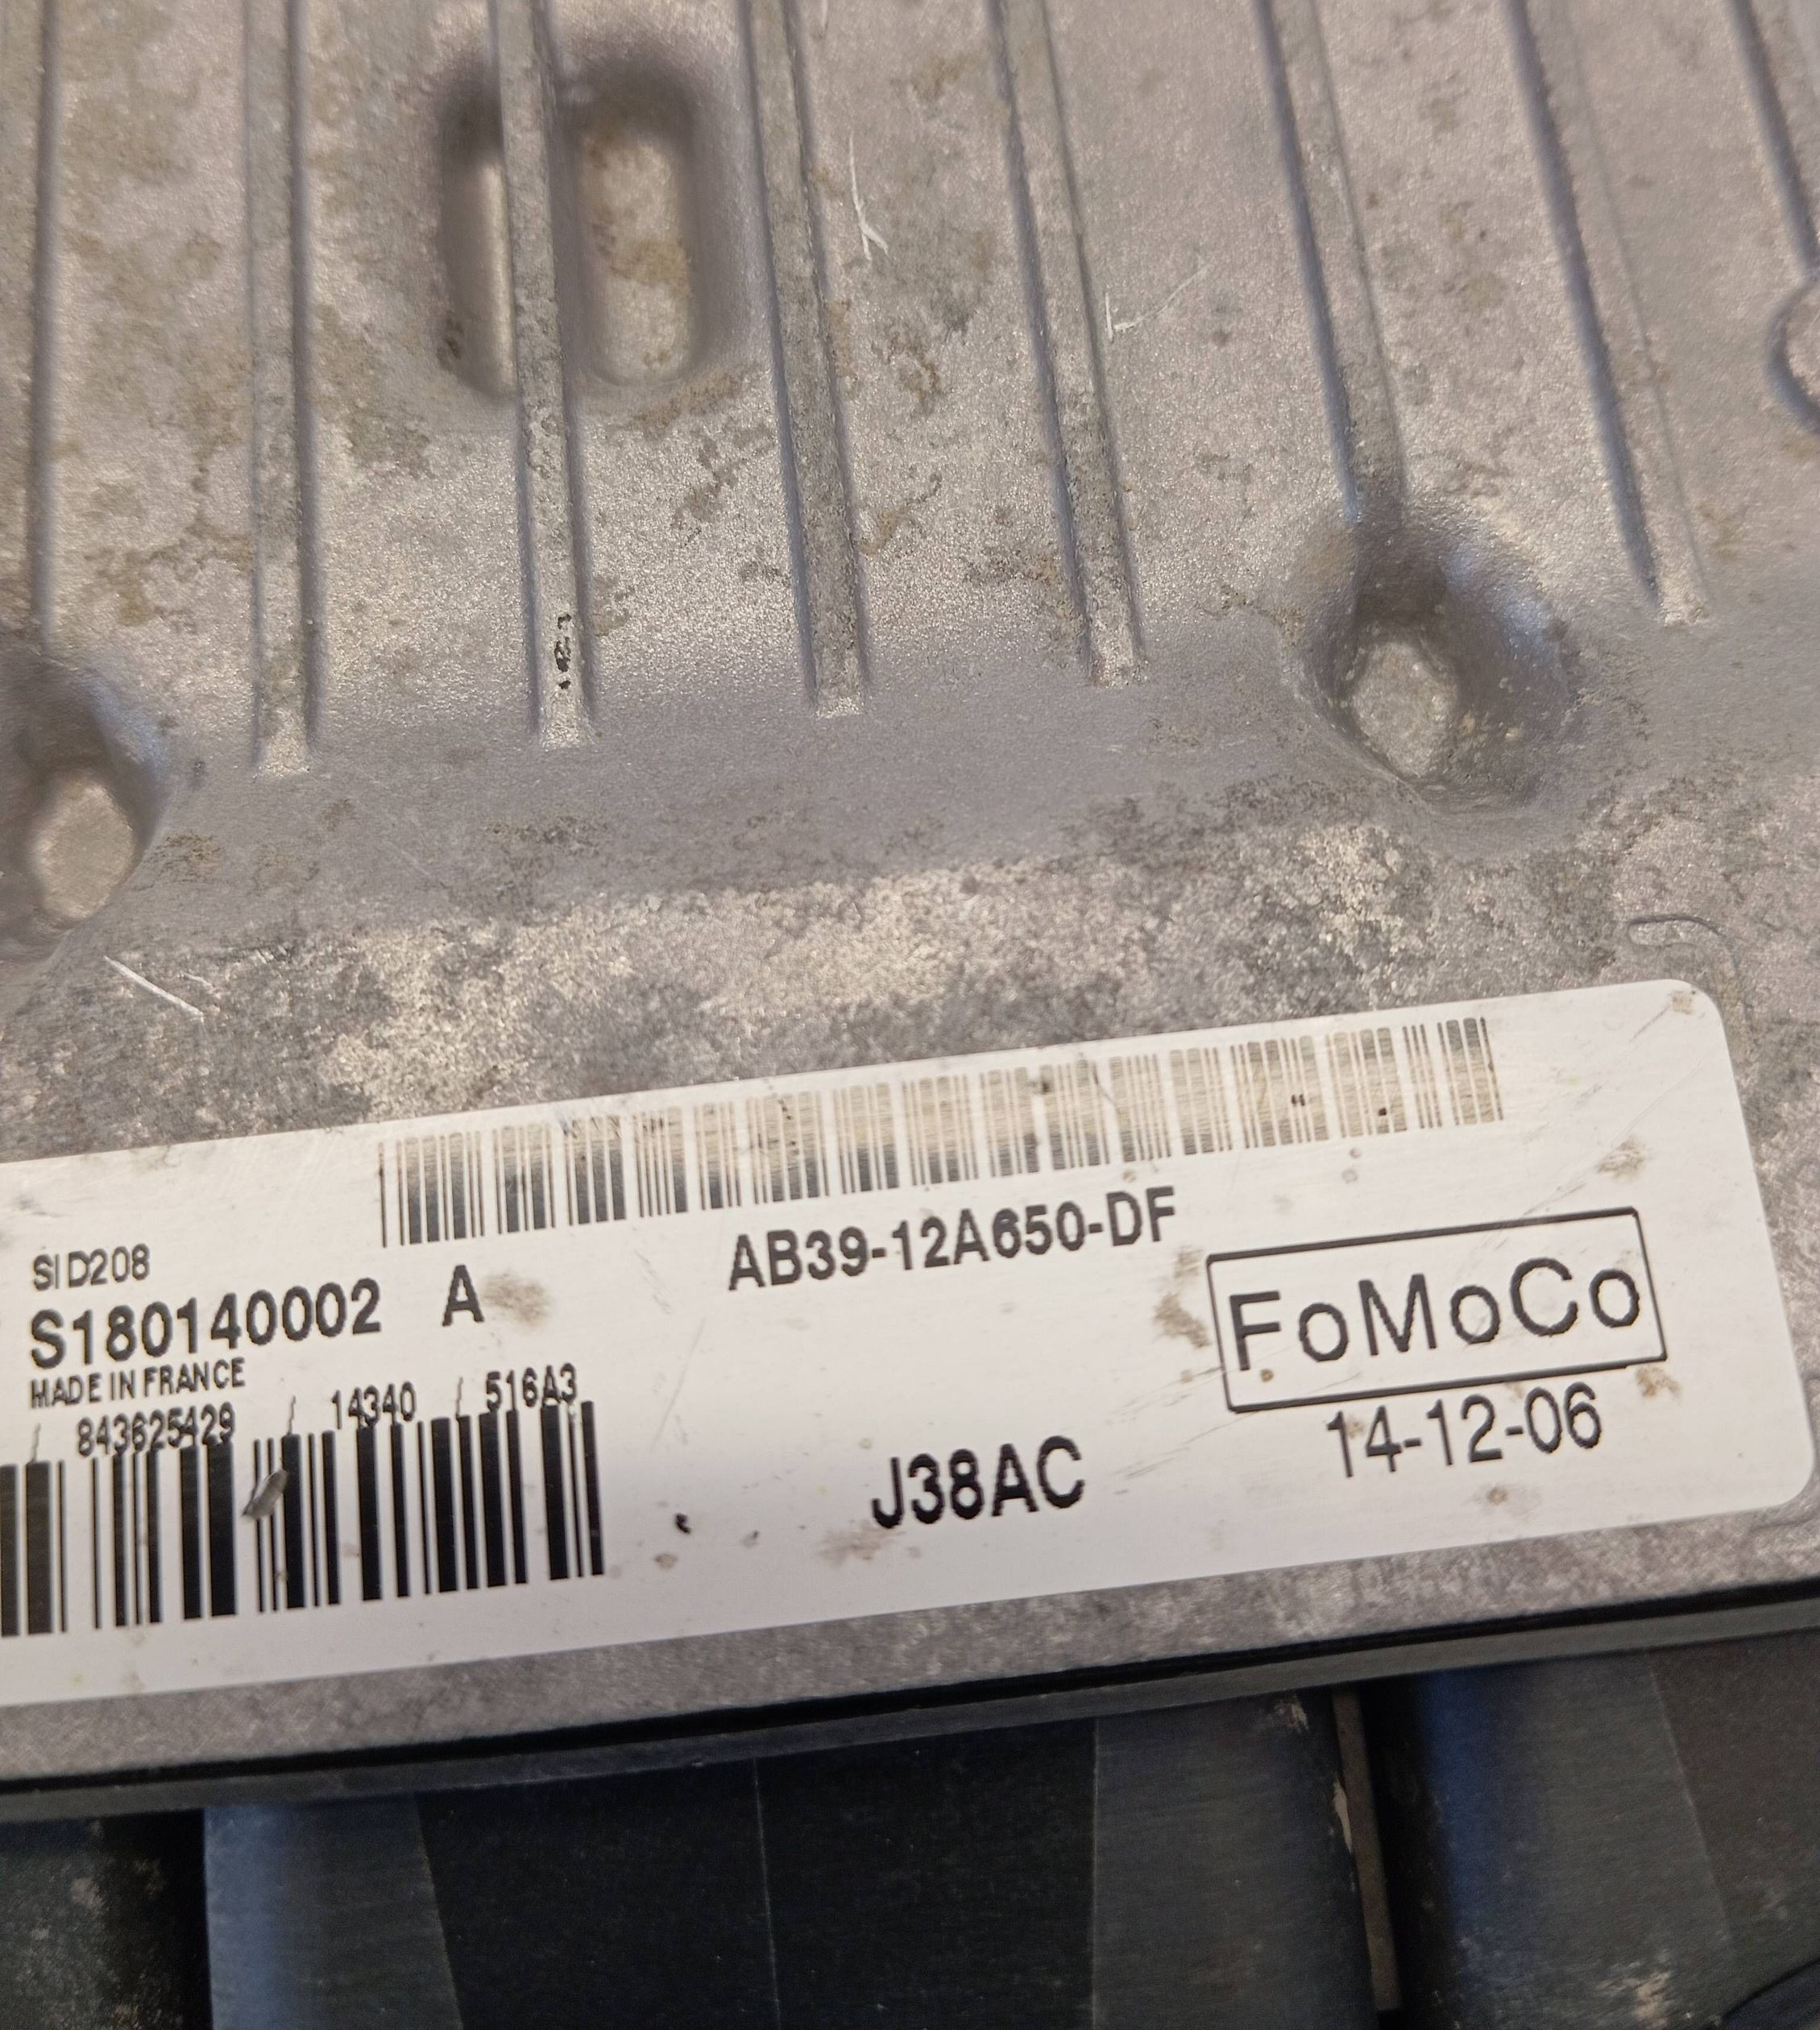 AB39-12A650-DF
SID208
S180140002 A
MADE IN FRANCE
843625429 14340 516A3
FoMoCo
14-12-06
J38AC